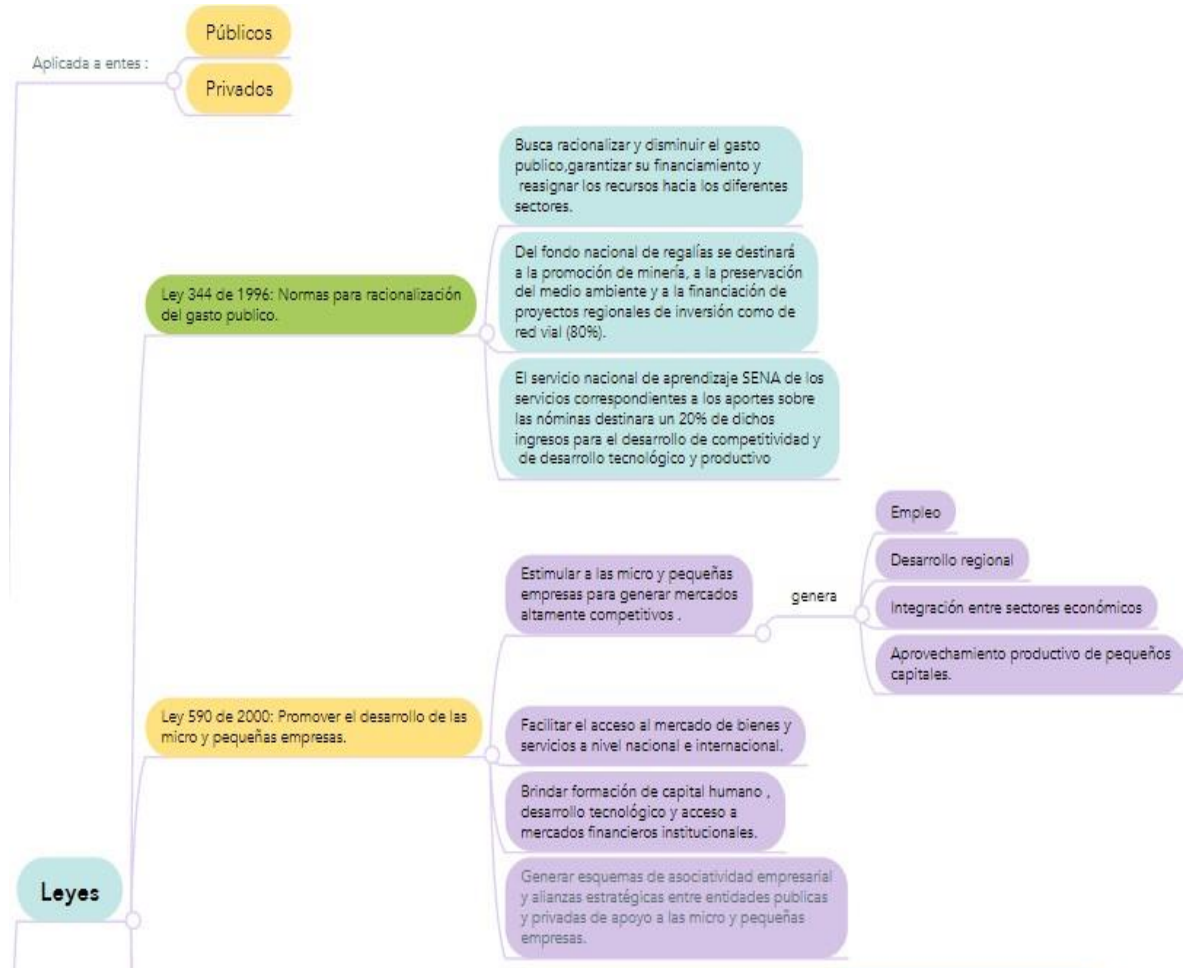 Públicos
Aplicada a entes :
Privados
Busca racionalizar y disminuir el gasto
publico,garantizar su financiamiento y
reasignar los recursos hacia los diferentes
sectores.
Del fondo nacional de regalías se destinará
a la promoción de minería, a la preservación
del medio ambiente y a la financiación de
proyectos regionales de inversión como de
red vial (80%).
Ley 344 de 1996: Normas para racionalización
del gasto publico.
El servicio nacional de aprendizaje SENA de los
servicios correspondientes a los aportes sobre
las nóminas destinara un 20% de dichos
ingresos para el desarrollo de competitividad y
de desarrollo tecnológico y productivo
Estimular a las micro y pequeñas
empresas para generar mercados
altamente competitivos .
genera
Empleo
Desarrollo regional
Integración entre sectores económicos
Aprovechamiento productivo de pequeños
capitales.
Ley 590 de 2000: Promover el desarrollo de las
micro y pequeñas empresas.
Facilitar el acceso al mercado de bienes y
servicios a nivel nacional e internacional.
Brindar formación de capital humano ,
desarrollo tecnológico y acceso a
mercados financieros institucionales.
Generar esquemas de asociatividad empresarial
y alianzas estratégicas entre entidades publicas
y privadas de apoyo a las micro y pequeñas
empresas.
Leyes